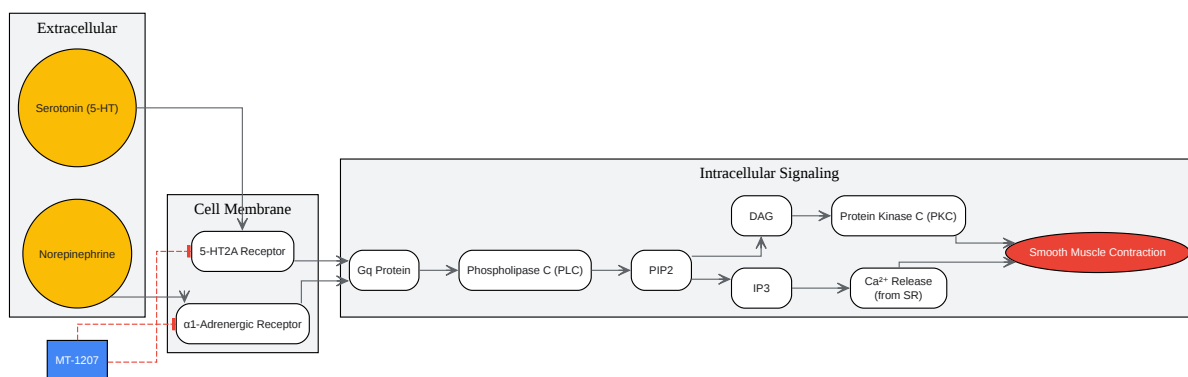 Extracellular
Serotonin (5-HT)
Norepinephrine
MT-1207
Cell Membrane
5-HT2A Receptor
α1-Adrenergic Receptor
Intracellular Signaling
Gq Protein
Phospholipase C (PLC)
PIP2
DAG
Protein Kinase C (PKC)
IP3
Ca²⁺ Release
(from SR)
Smooth Muscle Contraction